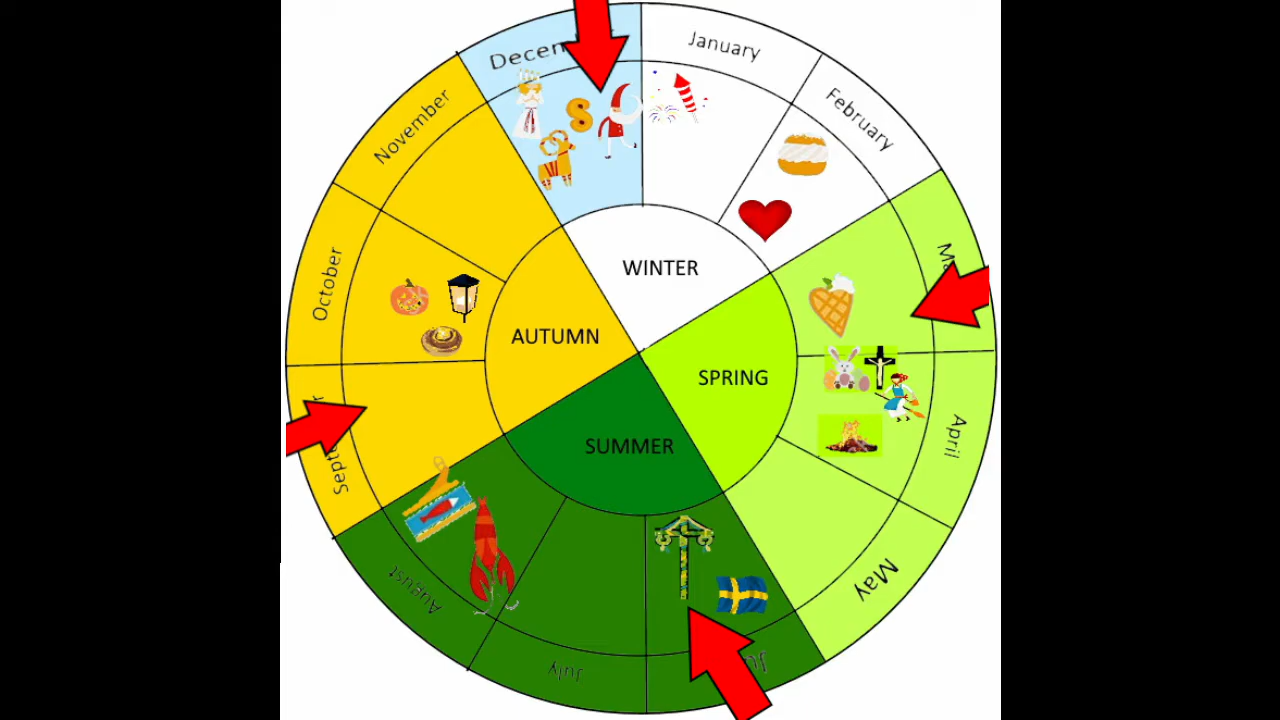 January
February
April
May
July
August
October
November
WINTER
SPRING
SUMMER
AUTUMN